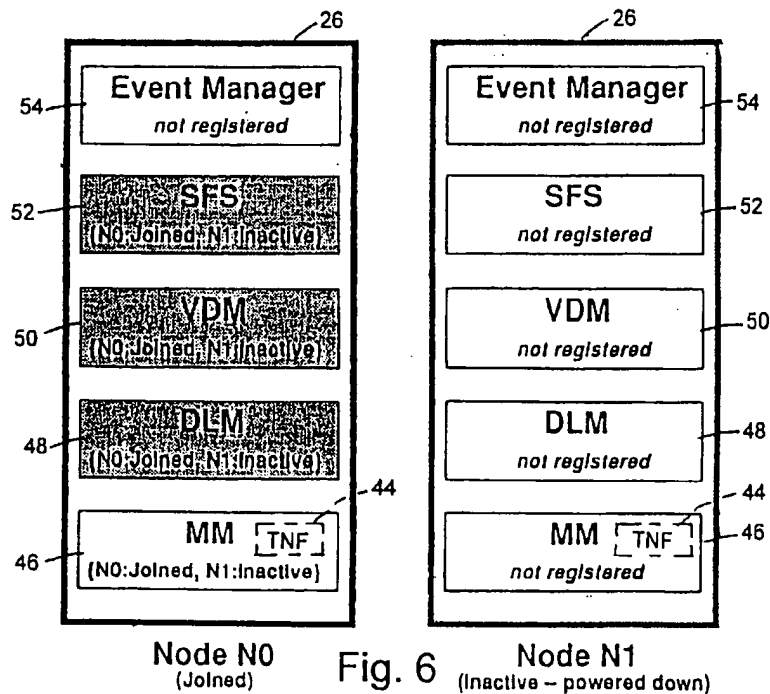 26
Event Manager
not registered
54
SFS
(N0:Joined, N1:Inactive)
52
VDM
(N0:Joined, N1:Inactive)
50
DLM
(N0:Joined, N1:Inactive)
48
44
MM
TNF
(N0:Joined, N1:Inactive)
46
Node N0
(Joined)
26
Event Manager
not registered
54
SFS
not registered
52
VDM
not registered
50
DLM
not registered
48
44
MM
TNF
46
not registered
Node N1
(Inactive – powered down)
Fig. 6